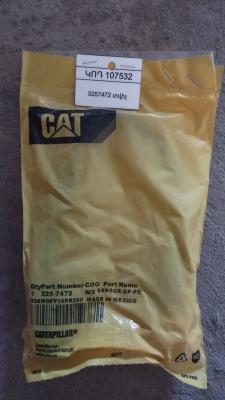 ԿՈԴ 107532
3257472 տվիչ
CAT
Qty Part Number COO Part Name
1 325-7472 MX SENSOR GP-PR
MADE IN MEXICO
CATERPILLAR